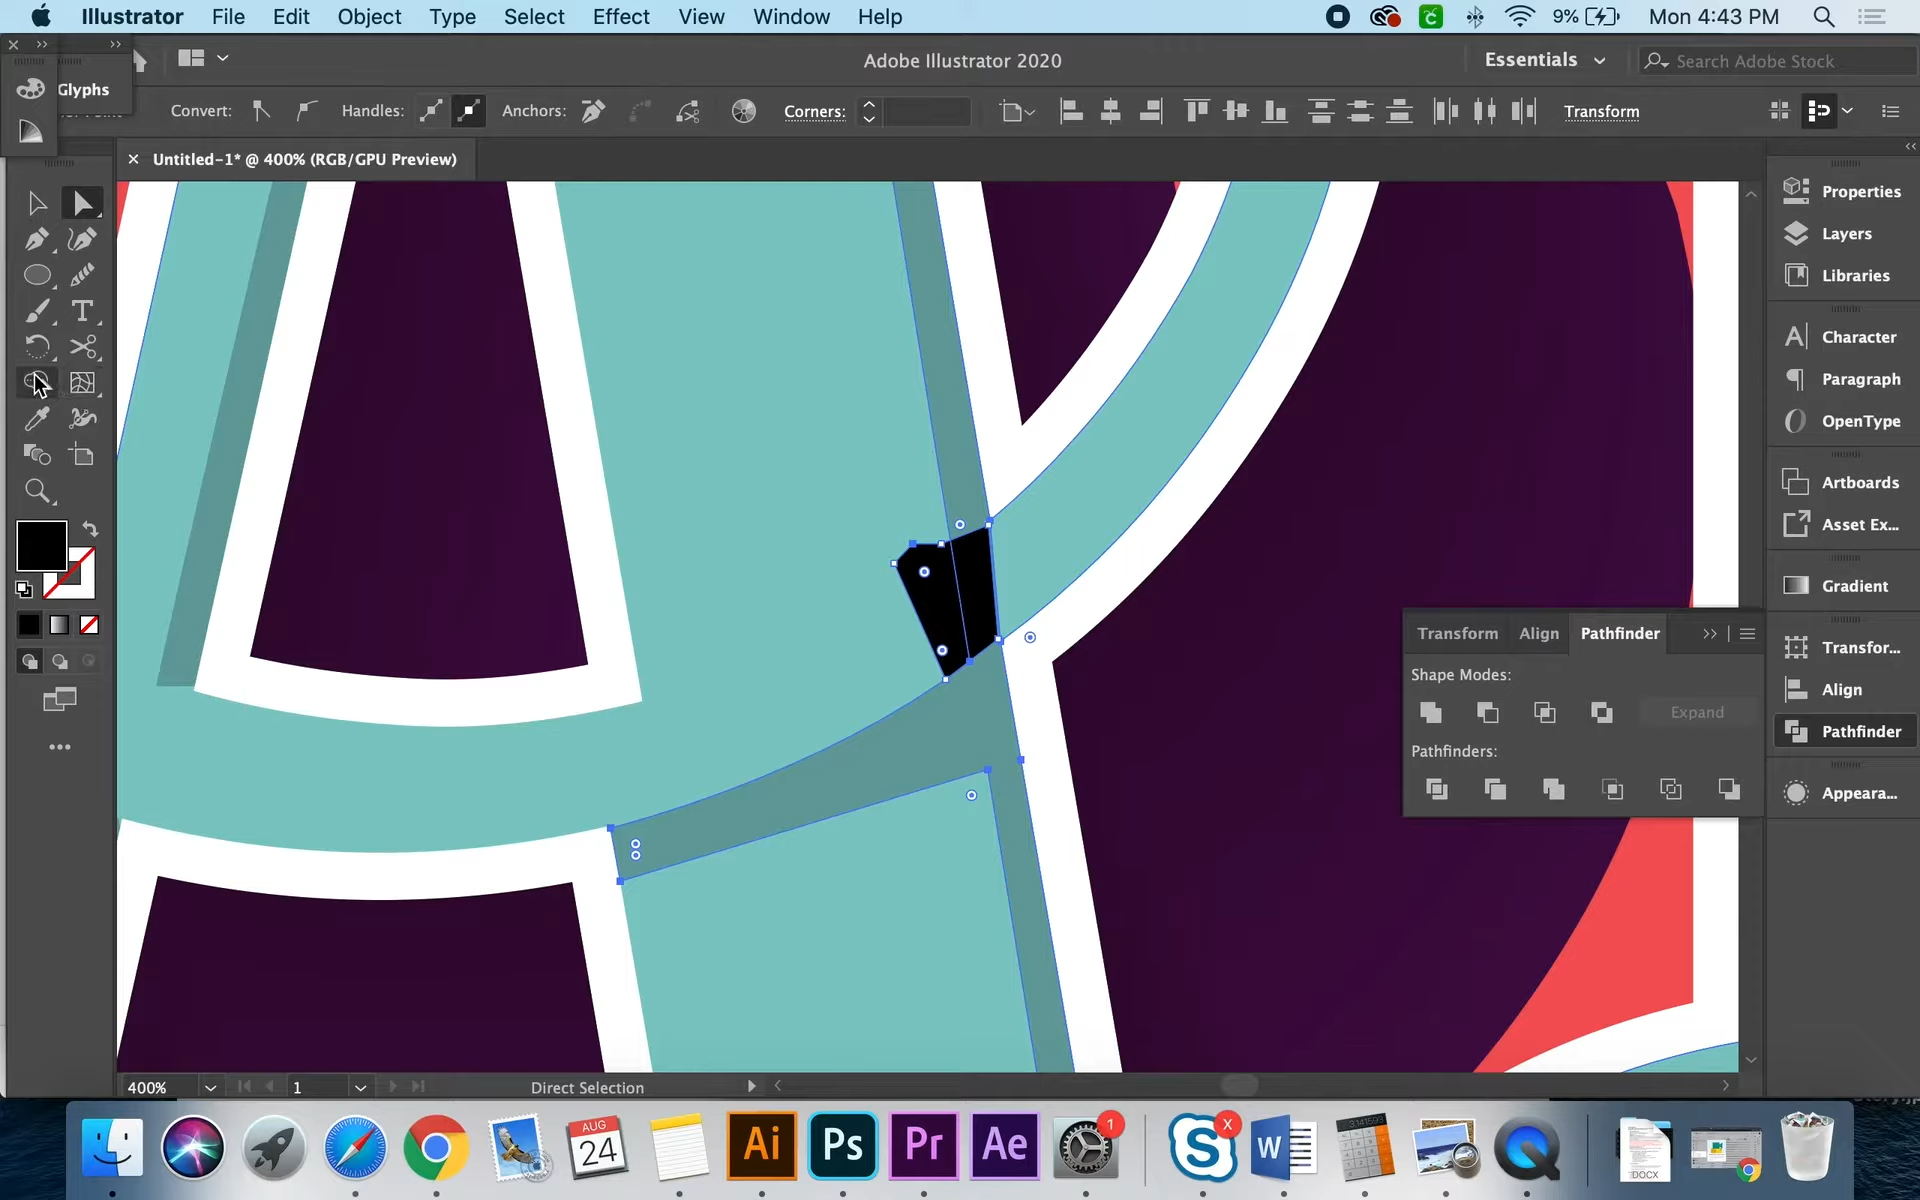 Illustrator File Edit Object Type Select Effect View Window Help
9% Mon 4:43 PM
Adobe Illustrator 2020
Essentials
Search Adobe Stock
Glyphs
Convert: Handles: Anchors: Corners: Transform
× Untitled-1* @ 400% (RGB/GPU Preview)
Properties
Layers
Libraries
Character
Paragraph
OpenType
Artboards
Asset Ex...
Gradient
Transfor...
Align
Pathfinder
Appeara...
Transform Align Pathfinder
Shape Modes:
Expand
Pathfinders:
400% 1 Direct Selection
AUG
24
Ai Ps Pr Ae
1
S X
W
3.141593
DOCX